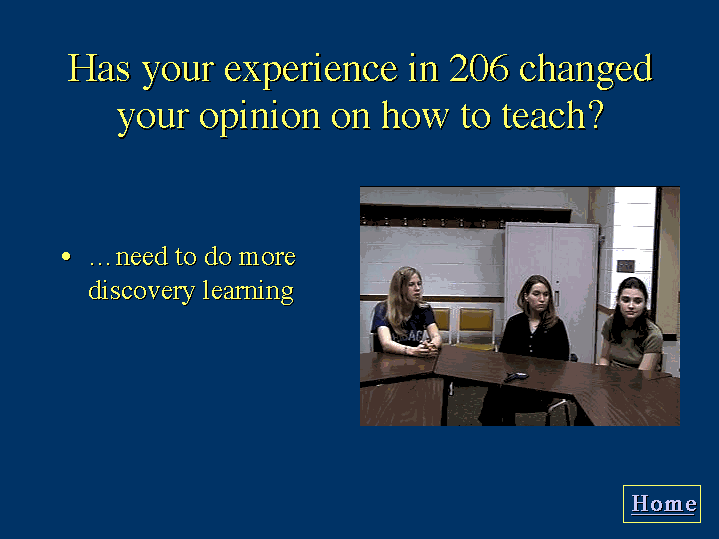 Has your experience in 206 changed
your opinion on how to teach?
• …need to do more
discovery learning
Home